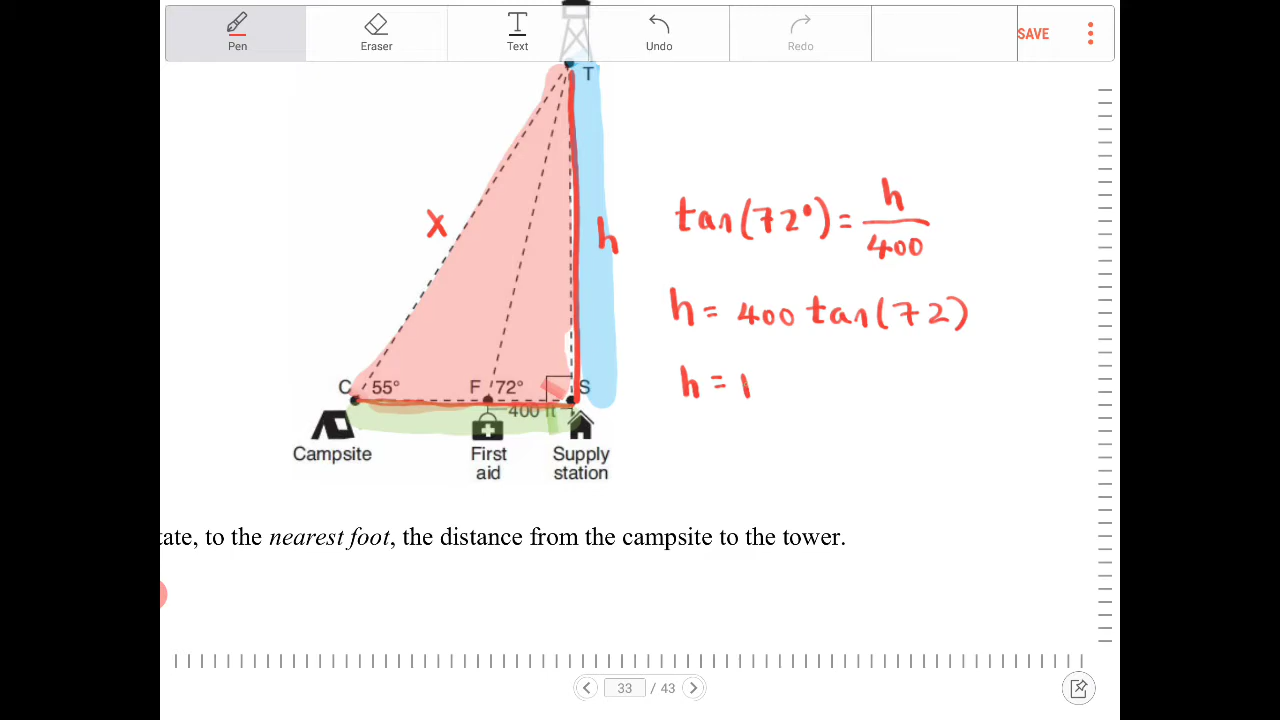 Pen
Eraser
Text
Undo
Redo
SAVE
T
x
h
tan(72°) = h/400
h = 400 tan(72)
h = 1
C 55° F 72° S
400 ft
Campsite
First aid
Supply station
tate, to the nearest foot, the distance from the campsite to the tower.
33 / 43